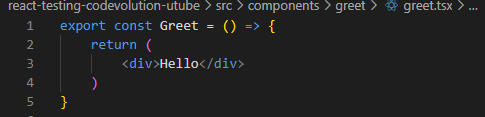 react-testing-codevolution-utube > src > components > greet > greet.tsx > ...
1 export const Greet = () => {
2 return (
3 <div>Hello</div>
4 )
5 }